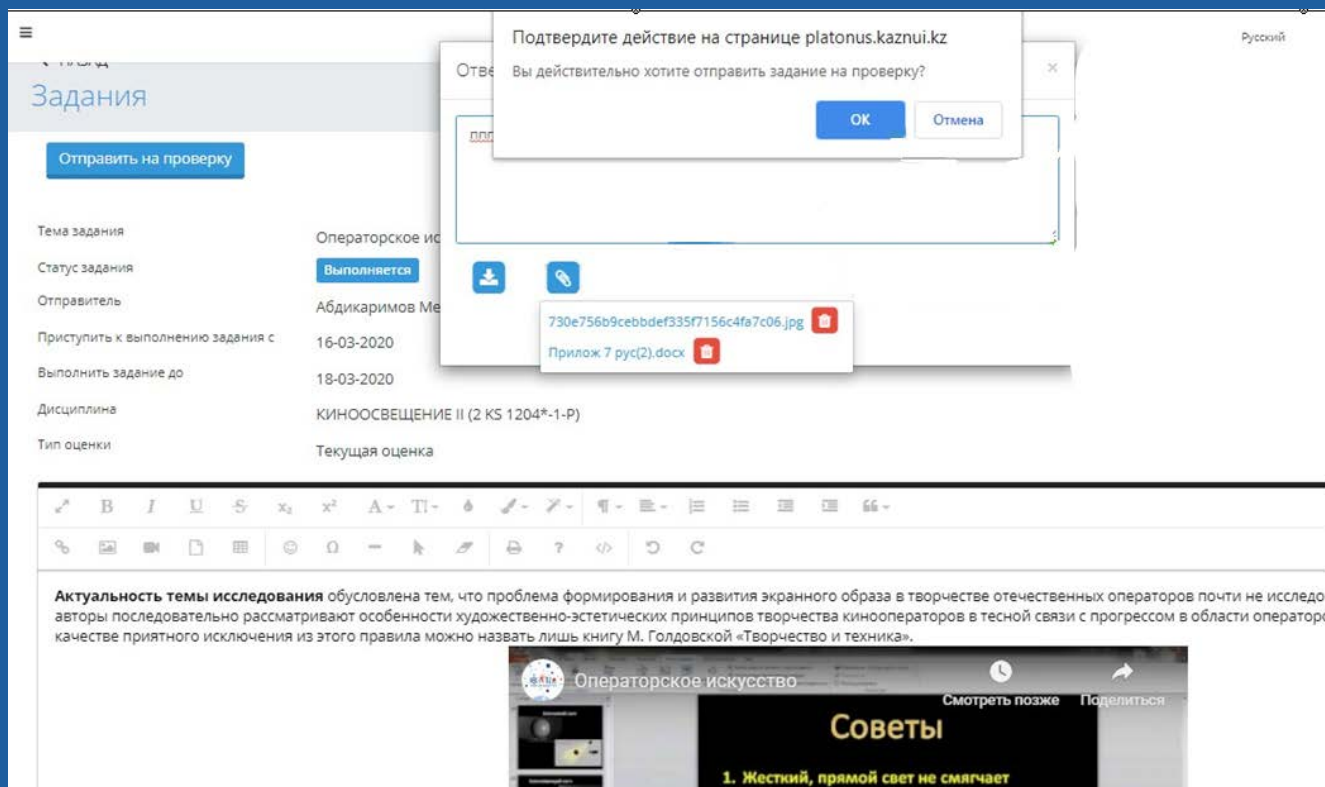 Подтвердите действие на странице platonus.kaznui.kz
Русский
Вы действительно хотите отправить задание на проверку?
ОК
Отмена
Задания
Отправить на проверку
Тема задания
Операторское ис
Статус задания
Выполняется
Отправитель
Абдикаримов Ме
Приступить к выполнению задания с
16-03-2020
Выполнить задание до
18-03-2020
730e756b9cebbdef335f7156c4fa7c06.jpg
Прилож 7 рус(2).docx
Дисциплина
КИНООСВЕЩЕНИЕ II (2 KS 1204*-1-P)
Тип оценки
Текущая оценка
Актуальность темы исследования обусловлена тем, что проблема формирования и развития экранного образа в творчестве отечественных операторов почти не исследо
авторы последовательно рассматривают особенности художественно-эстетических принципов творчества кинооператоров в тесной связи с прогрессом в области операторс
качестве приятного исключения из этого правила можно назвать лишь книгу М. Голдовской «Творчество и техника».
Операторское искусство
Смотреть позже
Поделиться
Советы
1. Жесткий, прямой свет не смягчает